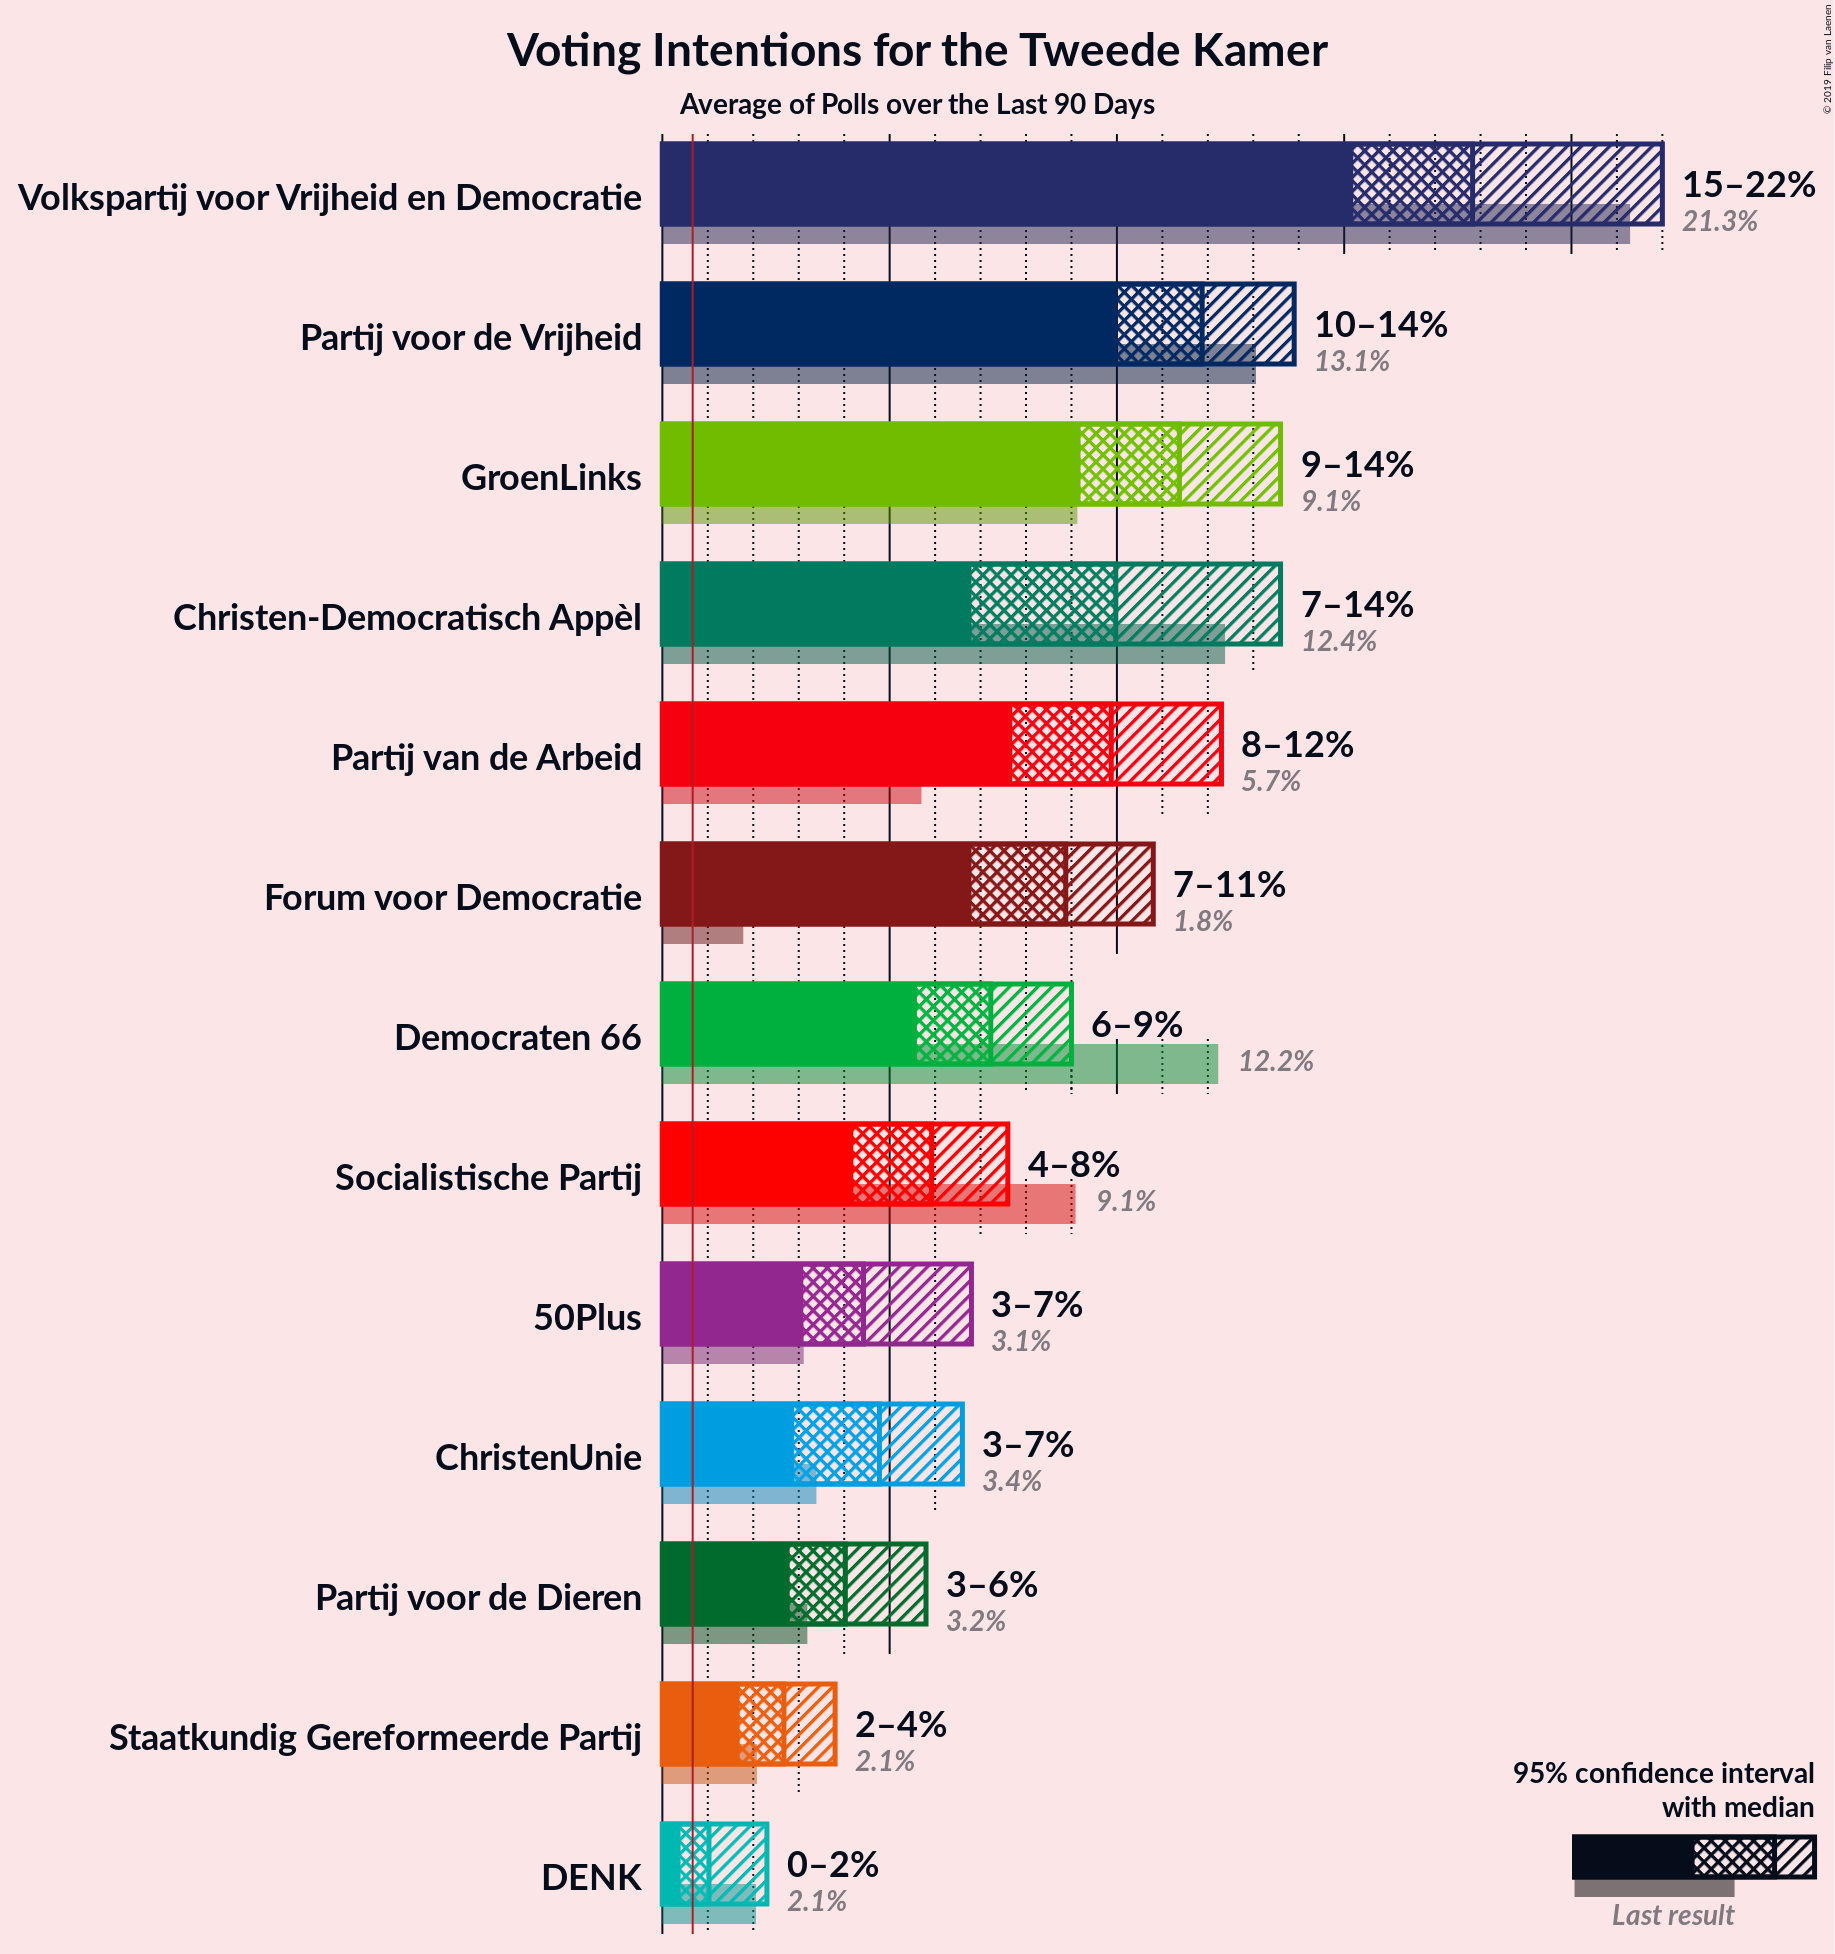 Voting Intentions for the Tweede Kamer
Average of Polls over the Last 90 Days
© 2019 Filip van Laenen
Volkspartij voor Vrijheid en Democratie
15–22%
21.3%
Partij voor de Vrijheid
10–14%
13.1%
GroenLinks
9–14%
9.1%
Christen-Democratisch Appèl
7–14%
12.4%
Partij van de Arbeid
8–12%
5.7%
Forum voor Democratie
7–11%
1.8%
Democraten 66
6–9%
12.2%
Socialistische Partij
4–8%
9.1%
50Plus
3–7%
3.1%
ChristenUnie
3–7%
3.4%
Partij voor de Dieren
3–6%
3.2%
Staatkundig Gereformeerde Partij
2–4%
2.1%
DENK
0–2%
2.1%
95% confidence interval
with median
Last result